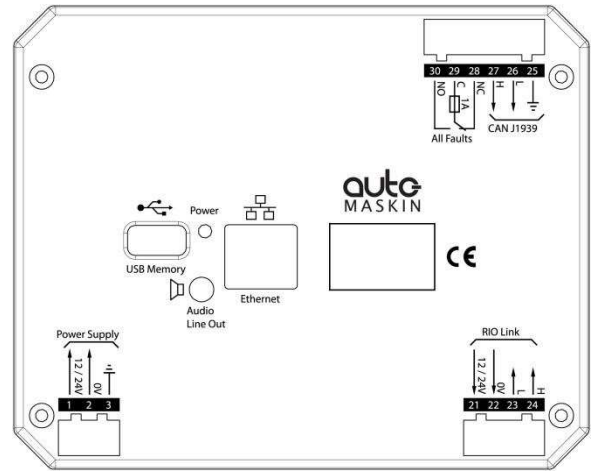 30 29 28 27 26 25
NO C NC H L
1A
All Faults CAN J1939
auto
MASKIN
CE
Power
USB Memory
Audio
Line Out
Ethernet
Power Supply
12 / 24V 0V
1 2 3
RIO Link
12 / 24V 0V L H
21 22 23 24